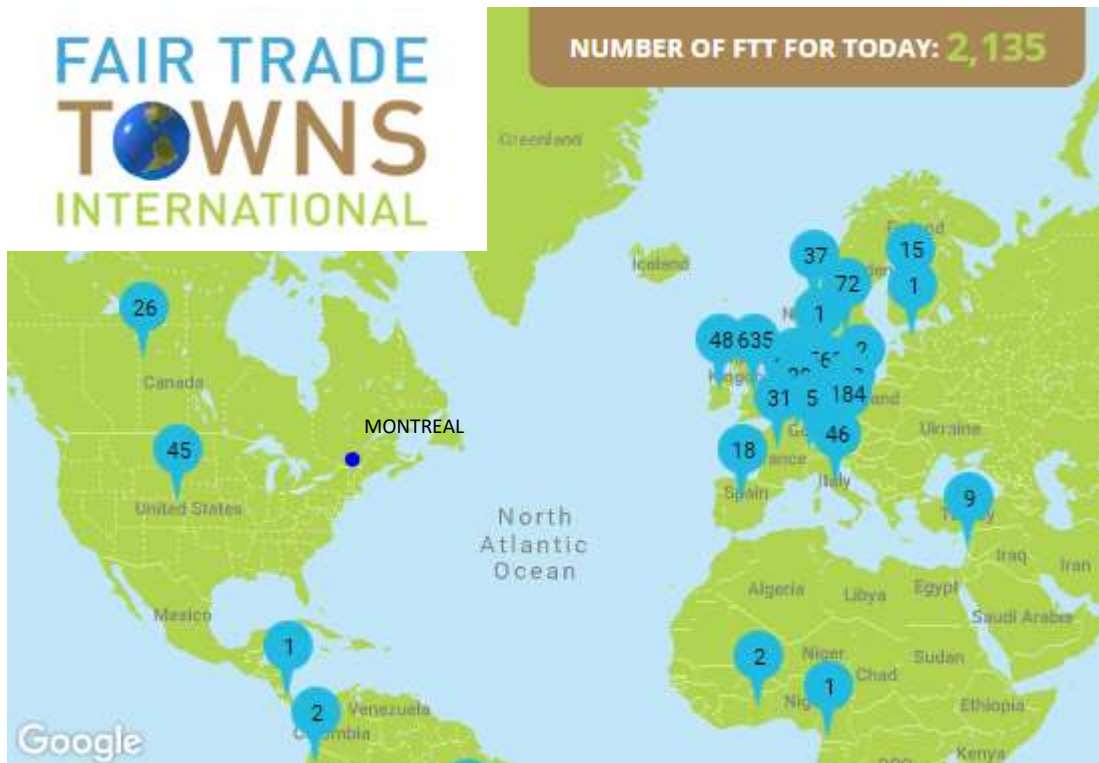 FAIR TRADE
TOWNS
INTERNATIONAL
NUMBER OF FTT FOR TODAY: 2,135
Greenland
Iceland
37
15
72
1
26
1
48
635
2
Canada
31
5
184
MONTREAL
Ukraine
45
18
46
Spain
Italy
9
United States
North
Atlantic
Ocean
Iraq
Iran
Algeria
Libya
Egypt
Mexico
Saudi Arabia
1
2
Niger
Sudan
Chad
1
2
Venezuela
Ethiopia
Kenya
Google